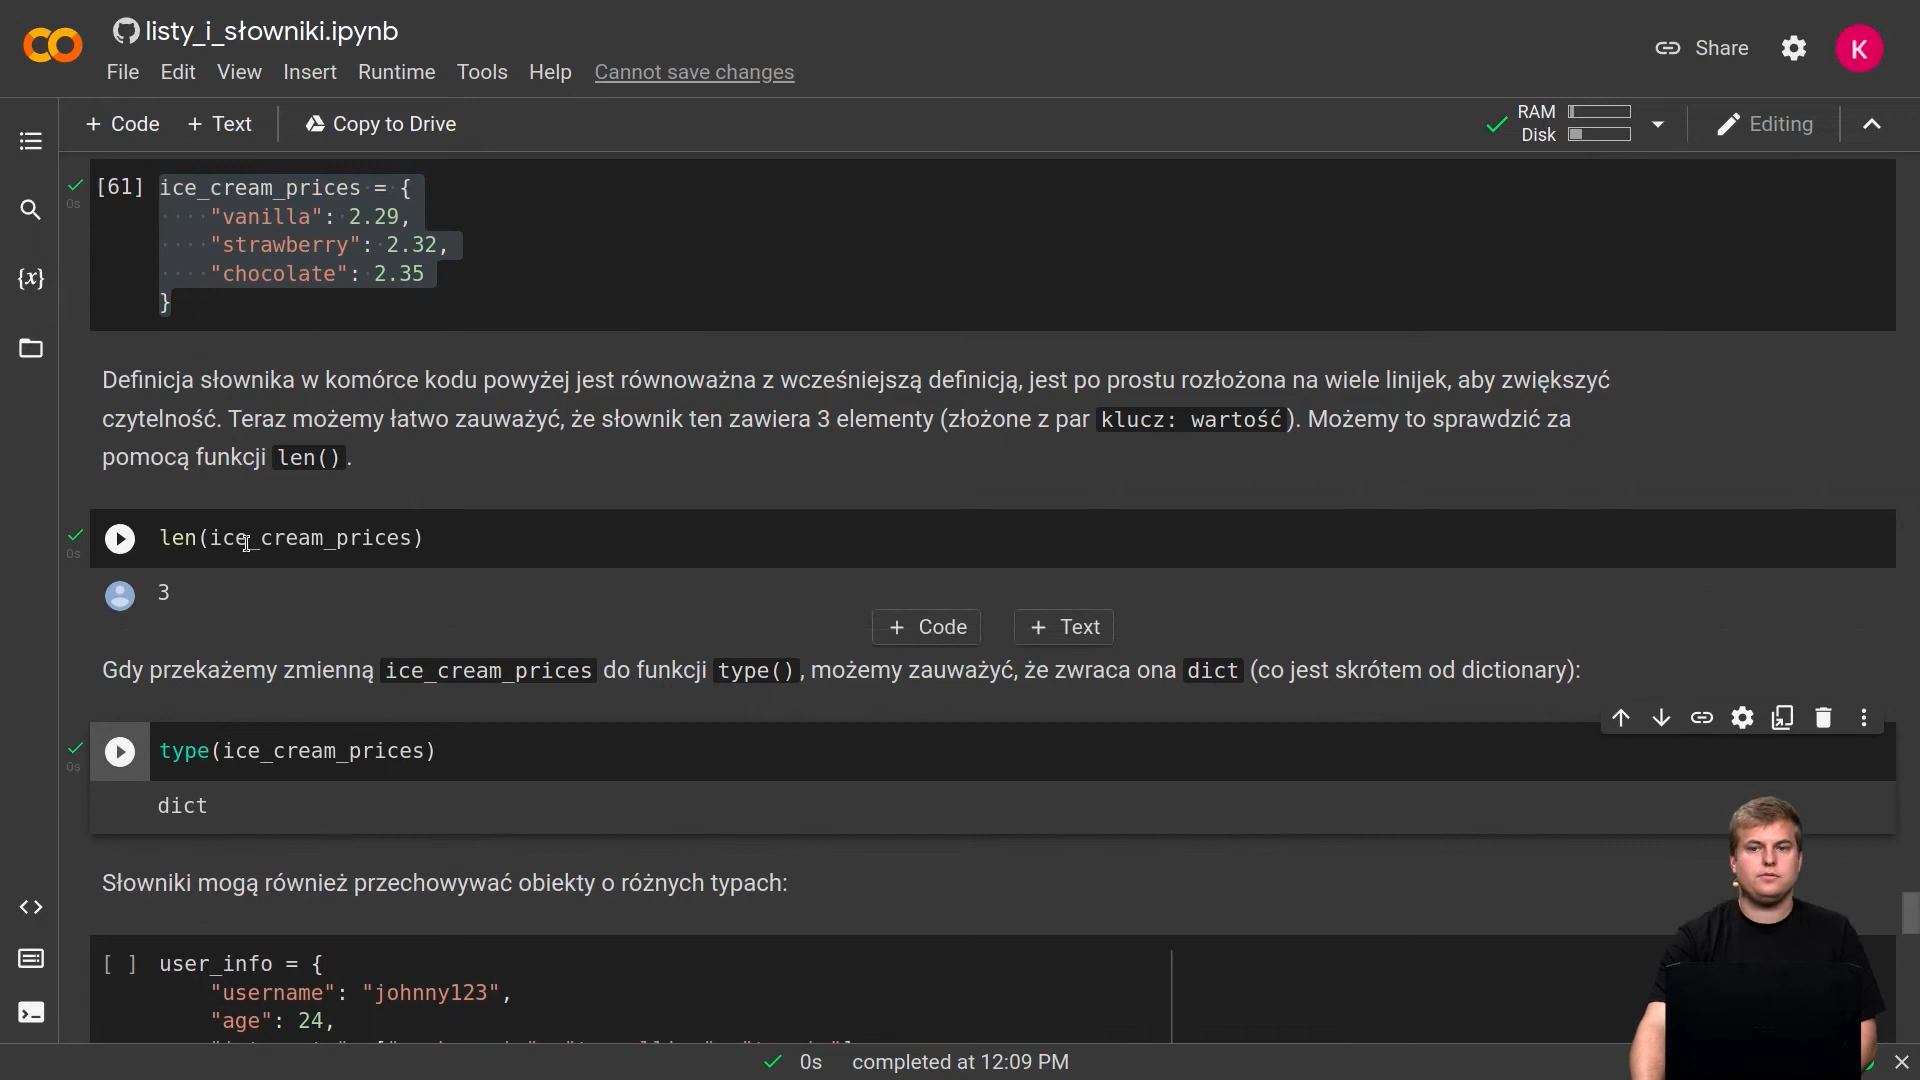 listy_i_słowniki.ipynb
File Edit View Insert Runtime Tools Help Cannot save changes
Share
K
+ Code + Text Copy to Drive
RAM
Disk
Editing
[61] ice_cream_prices = {
"vanilla": 2.29,
"strawberry": 2.32,
"chocolate": 2.35
}
0s
{x}
Definicja słownika w komórce kodu powyżej jest równoważna z wcześniejszą definicją, jest po prostu rozłożona na wiele linijek, aby zwiększyć
czytelność. Teraz możemy łatwo zauważyć, że słownik ten zawiera 3 elementy (złożone z par klucz: wartość). Możemy to sprawdzić za
pomocą funkcji len().
len(ice_cream_prices)
0s
3
+ Code + Text
Gdy przekażemy zmienną ice_cream_prices do funkcji type(), możemy zauważyć, że zwraca ona dict (co jest skrótem od dictionary):
type(ice_cream_prices)
0s
dict
Słowniki mogą również przechowywać obiekty o różnych typach:
[ ] user_info = {
"username": "johnny123",
"age": 24,
0s completed at 12:09 PM